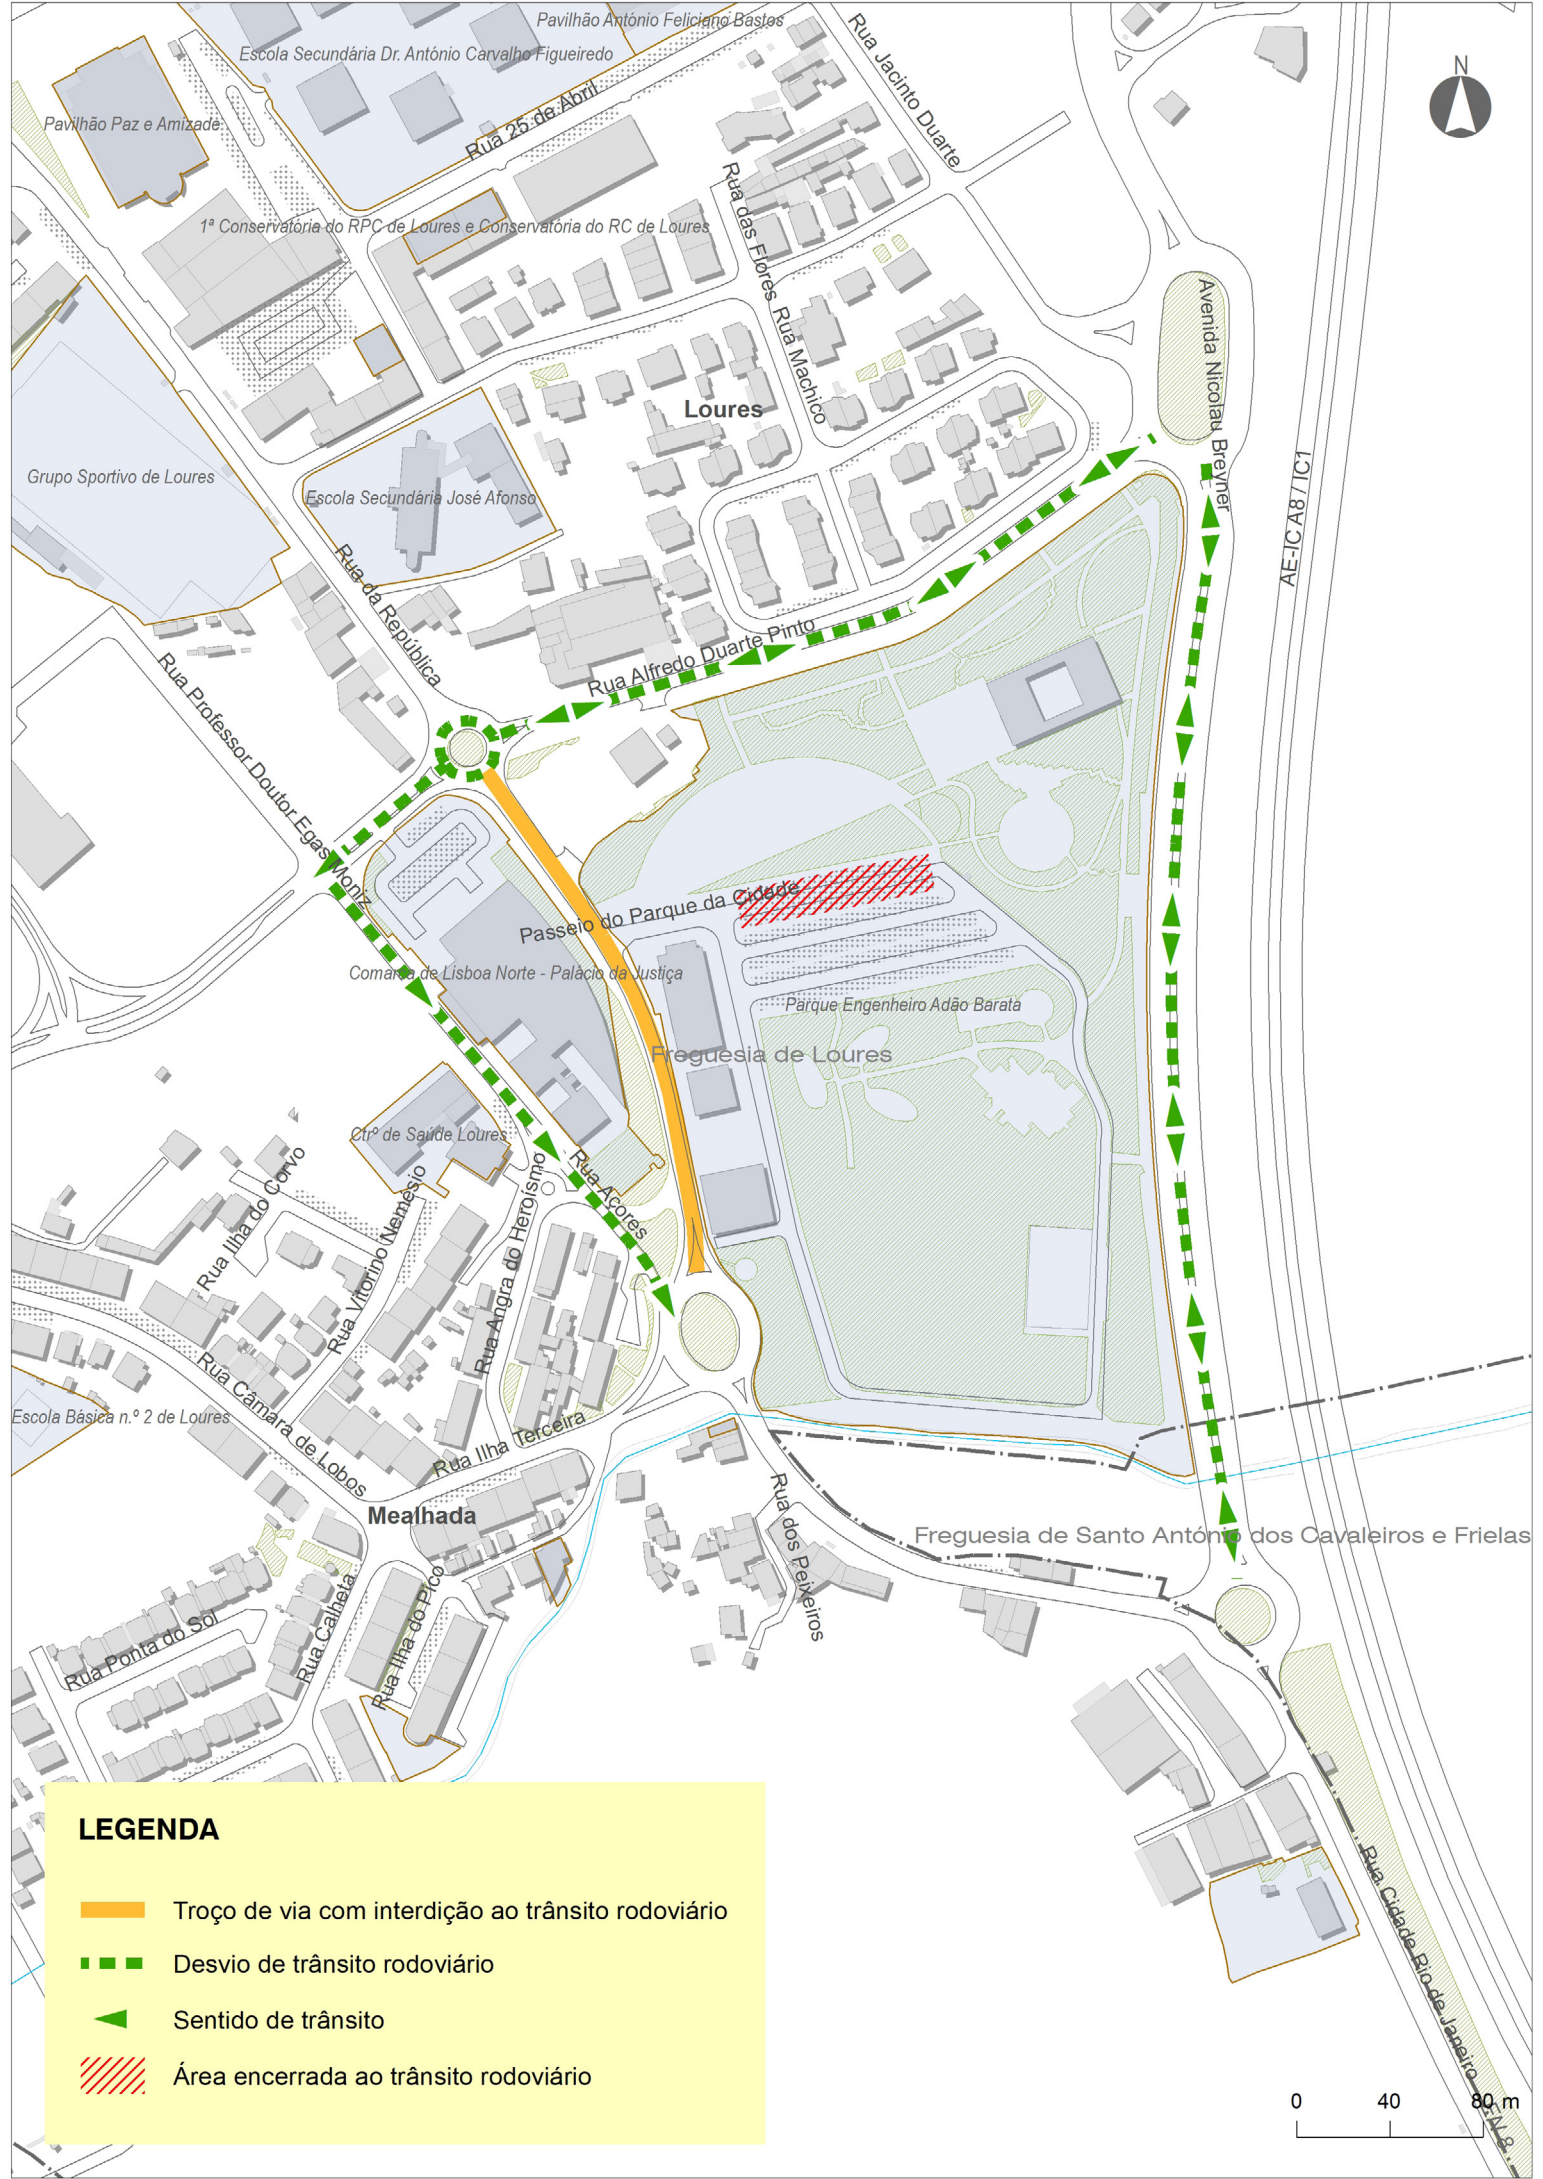 Pavilhão António Feliciano Bastos
Escola Secundária Dr. António Carvalho Figueiredo
Rua Jacinto Duarte
N
Pavilhão Paz e Amizade
Rua 25 de Abril
1ª Conservatória do RPC de Loures e Conservatória do RC de Loures
Rua das Flores
Rua Machico
Avenida Nicolau Breyner
Loures
Grupo Sportivo de Loures
Escola Secundária José Afonso
AE-IC A8 / IC1
Rua da República
Rua Alfredo Duarte Pinto
Rua Professor Doutor Egas Moniz
Passeio do Parque da Cidade
Comarca de Lisboa Norte - Palácio da Justiça
Parque Engenheiro Adão Barata
Freguesia de Loures
Ctrº de Saúde Loures
Rua Ilha do Corvo
Rua Vitorino Nemésio
Rua Angra do Heroísmo
Rua Açores
Rua Câmara de Lobos
Escola Básica n.º 2 de Loures
Rua Ilha Terceira
Mealhada
Rua dos Peixeiros
Freguesia de Santo António dos Cavaleiros e Frielas
Rua Ponta do Sol
Rua Calheta
Rua Ilha do Pico
Rua Cidade Rio de Janeiro
EN 8
LEGENDA
Troço de via com interdição ao trânsito rodoviário
Desvio de trânsito rodoviário
Sentido de trânsito
Área encerrada ao trânsito rodoviário
0 40 80 m